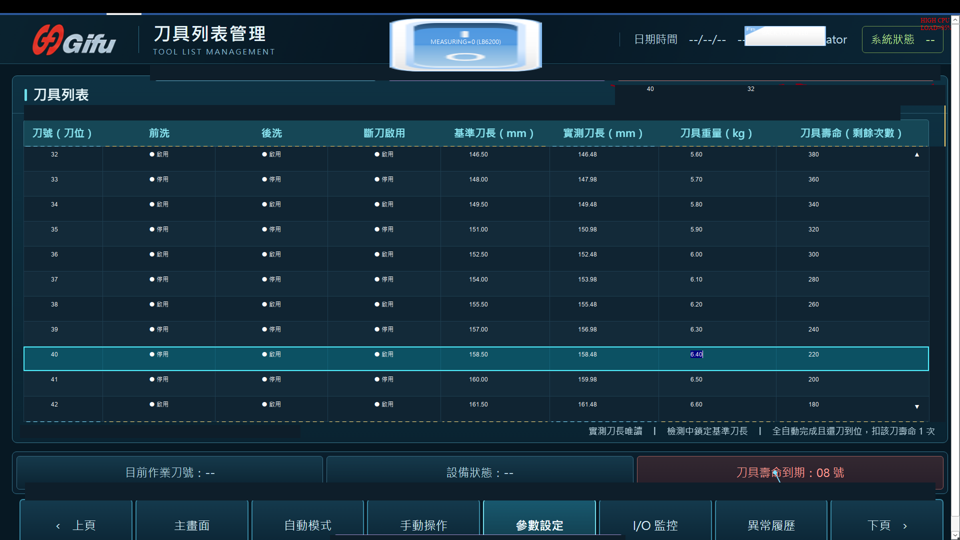 Gifu
刀具列表管理
TOOL LIST MANAGEMENT
MEASURING=0 (LB6200)
日期時間 --/--/-- ator
系統狀態 --
HIGH CPU
刀具列表
40 32
刀號（刀位） 前洗 後洗 斷刀啟用 基準刀長（mm） 實測刀長（mm） 刀具重量（kg） 刀具壽命（剩餘次數）
32 ● 啟用 ● 啟用 ● 啟用 146.50 146.48 5.60 380 ▲
33 ● 停用 ● 停用 ● 停用 148.00 147.98 5.70 360
34 ● 啟用 ● 啟用 ● 啟用 149.50 149.48 5.80 340
35 ● 停用 ● 停用 ● 停用 151.00 150.98 5.90 320
36 ● 啟用 ● 啟用 ● 啟用 152.50 152.48 6.00 300
37 ● 停用 ● 停用 ● 停用 154.00 153.98 6.10 280
38 ● 啟用 ● 啟用 ● 啟用 155.50 155.48 6.20 260
39 ● 停用 ● 停用 ● 停用 157.00 156.98 6.30 240
40 ● 停用 ● 啟用 ● 啟用 158.50 158.48 6.40 220
41 ● 停用 ● 停用 ● 停用 160.00 159.98 6.50 200
42 ● 啟用 ● 啟用 ● 啟用 161.50 161.48 6.60 180 ▼
實測刀長唯讀 | 檢測中鎖定基準刀長 | 全自動完成且還刀到位，扣該刀壽命 1 次
目前作業刀號：-- 設備狀態：-- 刀具壽命到期：08 號
‹ 上頁 主畫面 自動模式 手動操作 參數設定 I/O 監控 異常履歷 下頁 ›